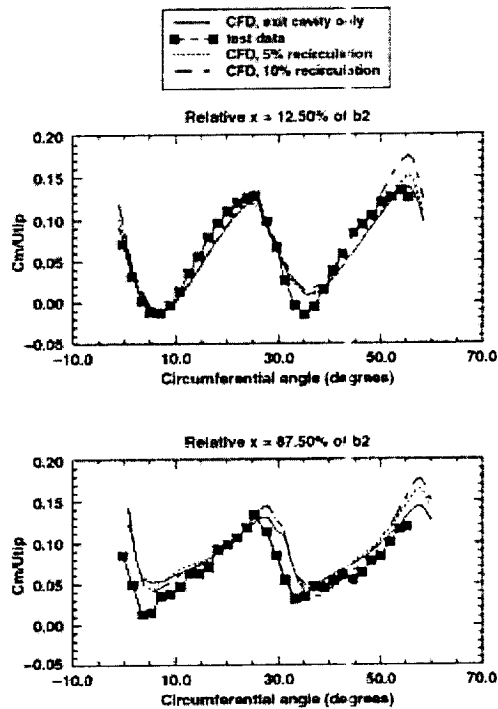 CFD, exit cavity only
test data
CFD, 5% recirculation
CFD, 10% recirculation
Relative x = 12.50% of b2
0.20
0.15
0.10
0.05
0.00
-0.05
Cm/Utip
-10.0 10.0 30.0 50.0 70.0
Circumferential angle (degrees)
Relative x = 87.50% of b2
0.20
0.15
0.10
0.05
0.00
-0.05
Cm/Utip
-10.0 10.0 30.0 50.0 70.0
Circumferential angle (degrees)